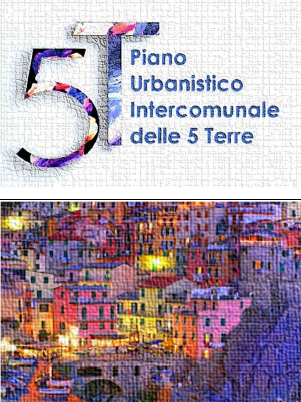 5T
Piano
Urbanistico
Intercomunale
delle 5 Terre